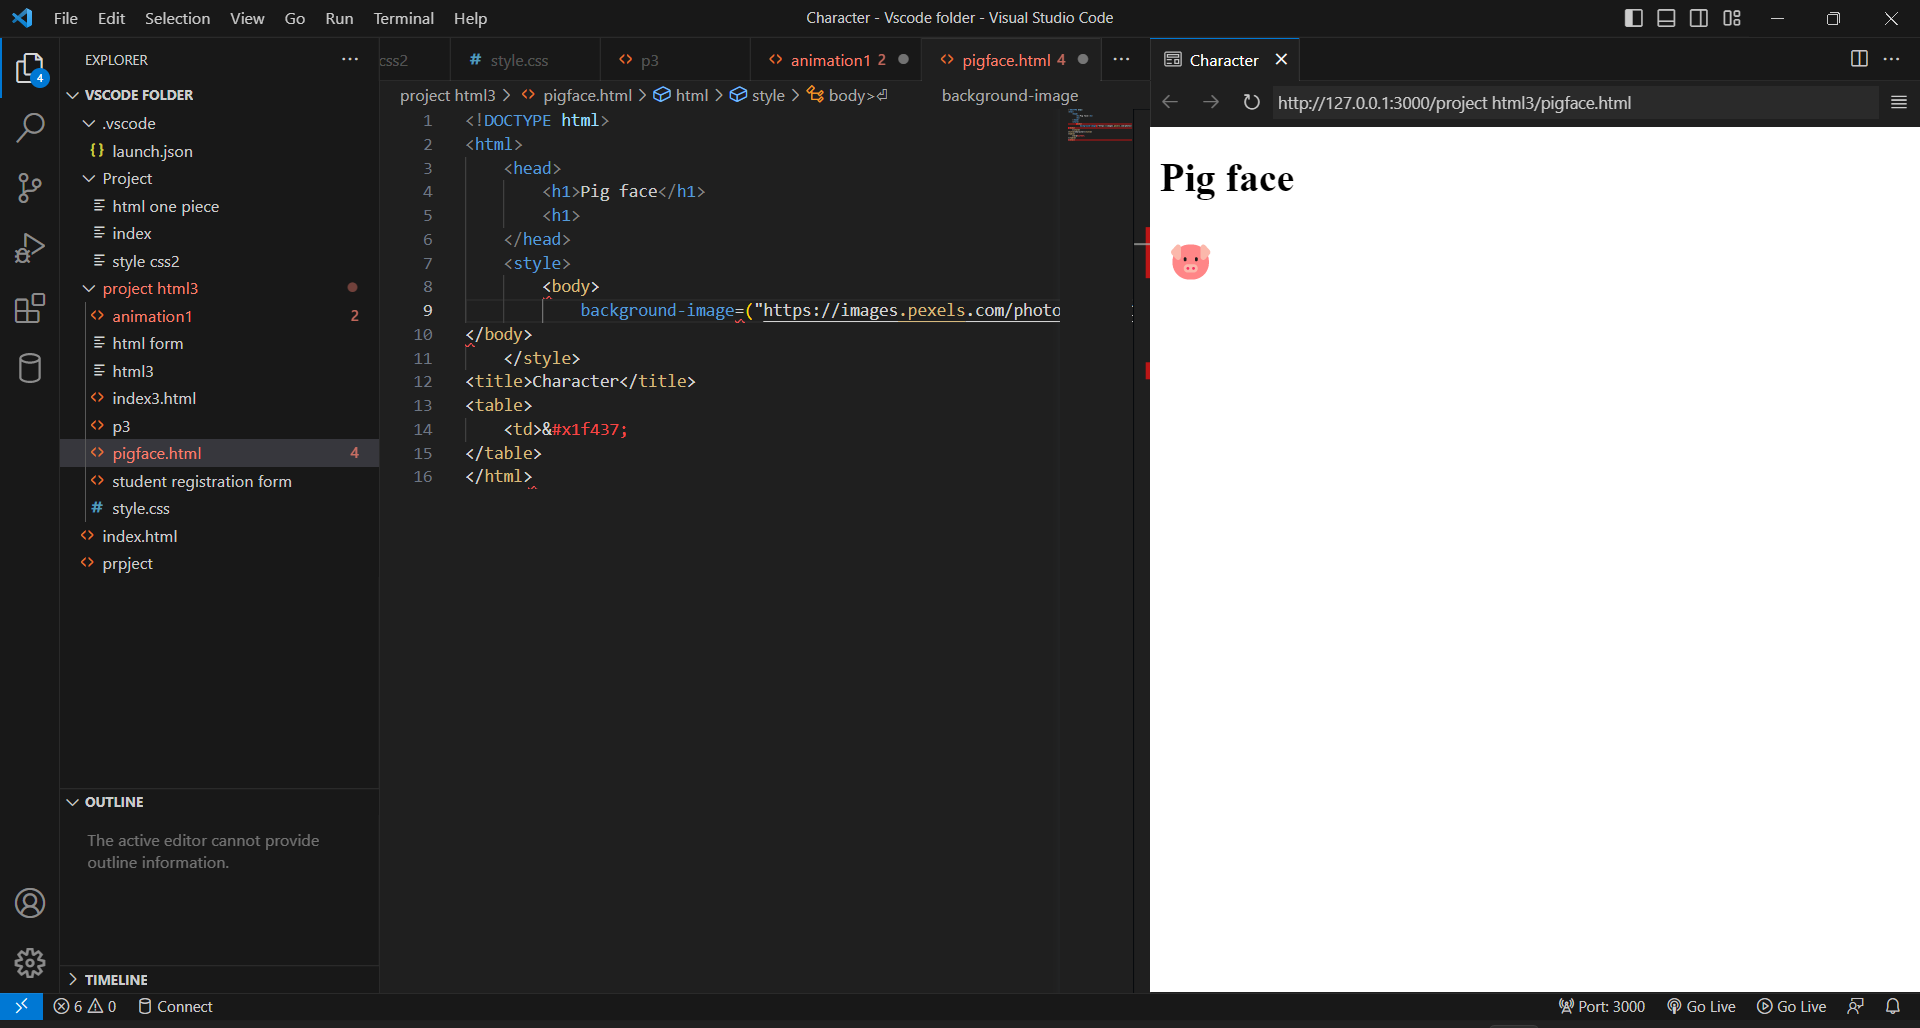 File Edit Selection View Go Run Terminal Help
Character - Vscode folder - Visual Studio Code
EXPLORER
VSCODE FOLDER
.vscode
launch.json
Project
html one piece
index
style css2
project html3
animation1 2
html form
html3
index3.html
p3
pigface.html 4
student registration form
# style.css
index.html
prpject
OUTLINE
The active editor cannot provide
outline information.
TIMELINE
4
css2 # style.css p3 animation1 2 pigface.html 4
project html3 > pigface.html > html > style > body> background-image
1 <!DOCTYPE html>
2 <html>
3 <head>
4 <h1>Pig face</h1>
5 <h1>
6 </head>
7 <style>
8 <body>
9 background-image=("https://images.pexels.com/photo
10 </body>
11 </style>
12 <title>Character</title>
13 <table>
14 <td>&#x1f437;
15 </table>
16 </html>
Character
http://127.0.0.1:3000/project html3/pigface.html
Pig face
6 0 Connect
Port: 3000 Go Live Go Live